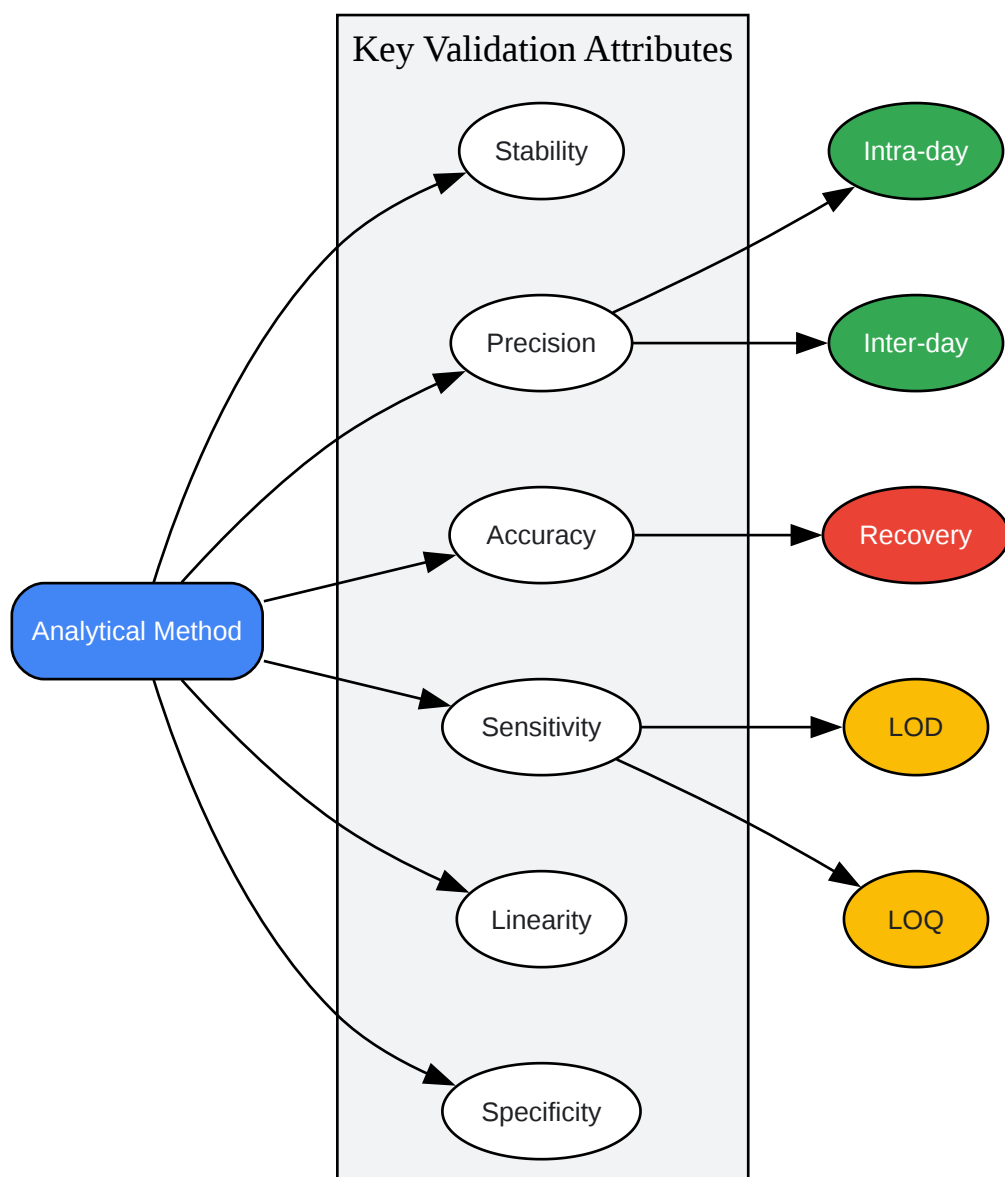 Key Validation Attributes
Stability
Intra-day
Precision
Inter-day
Accuracy
Recovery
Analytical Method
Sensitivity
LOD
Linearity
LOQ
Specificity